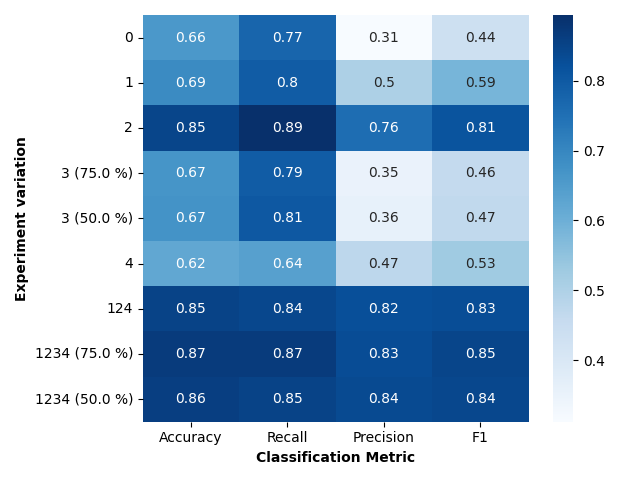 0 0.66 0.77 0.31 0.44
1 0.69 0.8 0.5 0.59 0.8
2 0.85 0.89 0.76 0.81
0.7
3 (75.0 %) 0.67 0.79 0.35 0.46
3 (50.0 %) 0.67 0.81 0.36 0.47 0.6
4 0.62 0.64 0.47 0.53
0.5
124 0.85 0.84 0.82 0.83
1234 (75.0 %) 0.87 0.87 0.83 0.85 0.4
1234 (50.0 %) 0.86 0.85 0.84 0.84
Accuracy Recall Precision F1
Classification Metric
Experiment variation